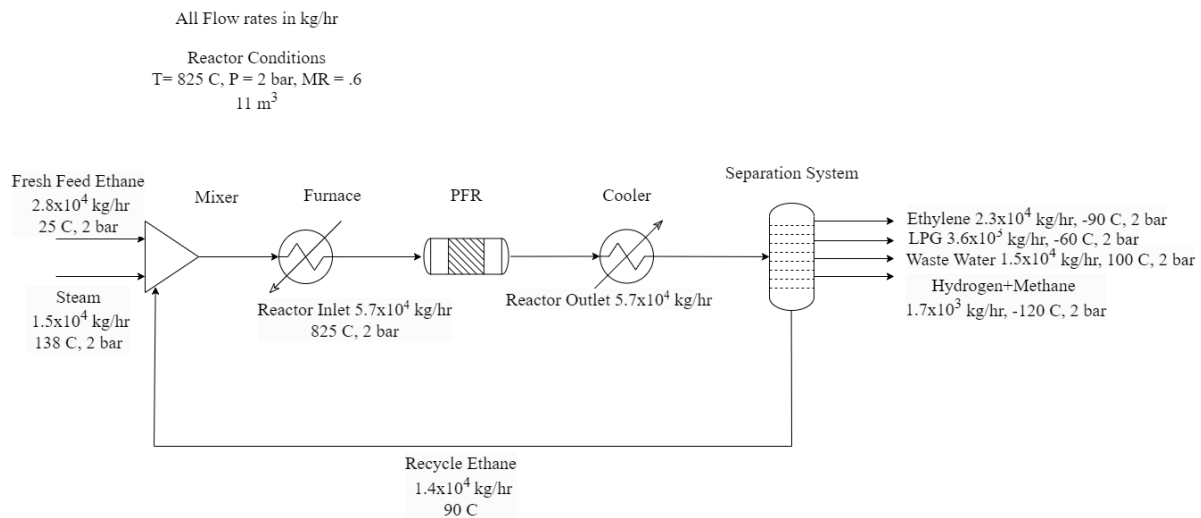 All Flow rates in kg/hr
Reactor Conditions
T= 825 C, P = 2 bar, MR = .6
11 m³
Fresh Feed Ethane
2.8x10⁴ kg/hr
25 C, 2 bar
Mixer
Furnace
PFR
Cooler
Separation System
Steam
1.5x10⁴ kg/hr
138 C, 2 bar
Reactor Inlet 5.7x10⁴ kg/hr
825 C, 2 bar
Reactor Outlet 5.7x10⁴ kg/hr
Ethylene 2.3x10⁴ kg/hr, -90 C, 2 bar
LPG 3.6x10³ kg/hr, -60 C, 2 bar
Waste Water 1.5x10⁴ kg/hr, 100 C, 2 bar
Hydrogen+Methane
1.7x10³ kg/hr, -120 C, 2 bar
Recycle Ethane
1.4x10⁴ kg/hr
90 C